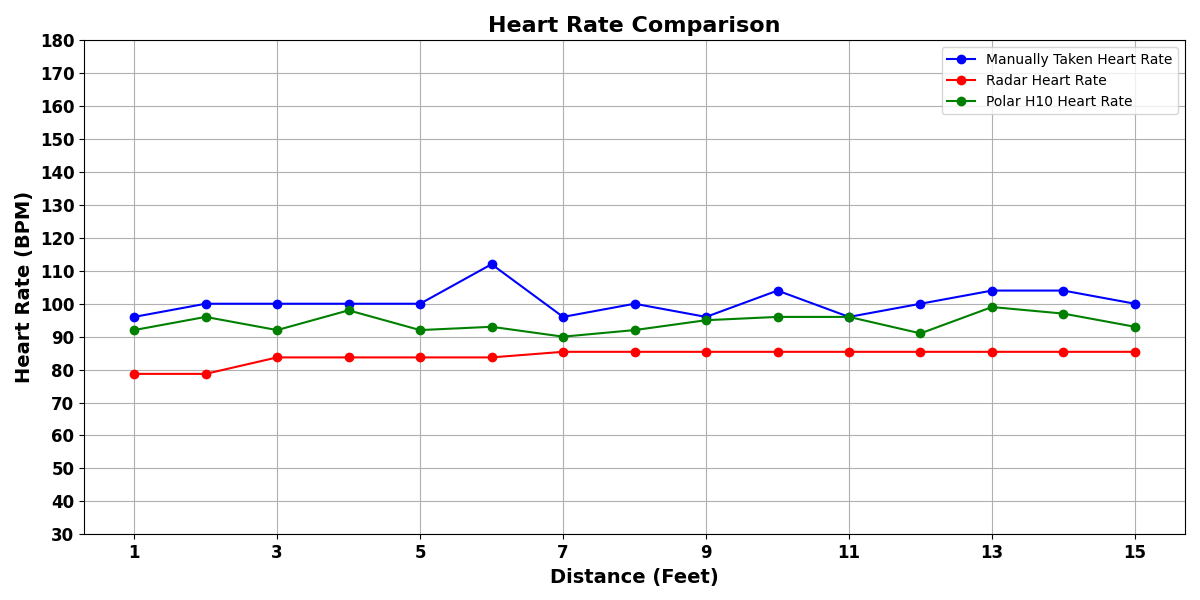 Heart Rate Comparison
Heart Rate (BPM)
180
170
160
150
140
130
120
110
100
90
80
70
60
50
40
30
Manually Taken Heart Rate
Radar Heart Rate
Polar H10 Heart Rate
1 3 5 7 9 11 13 15
Distance (Feet)